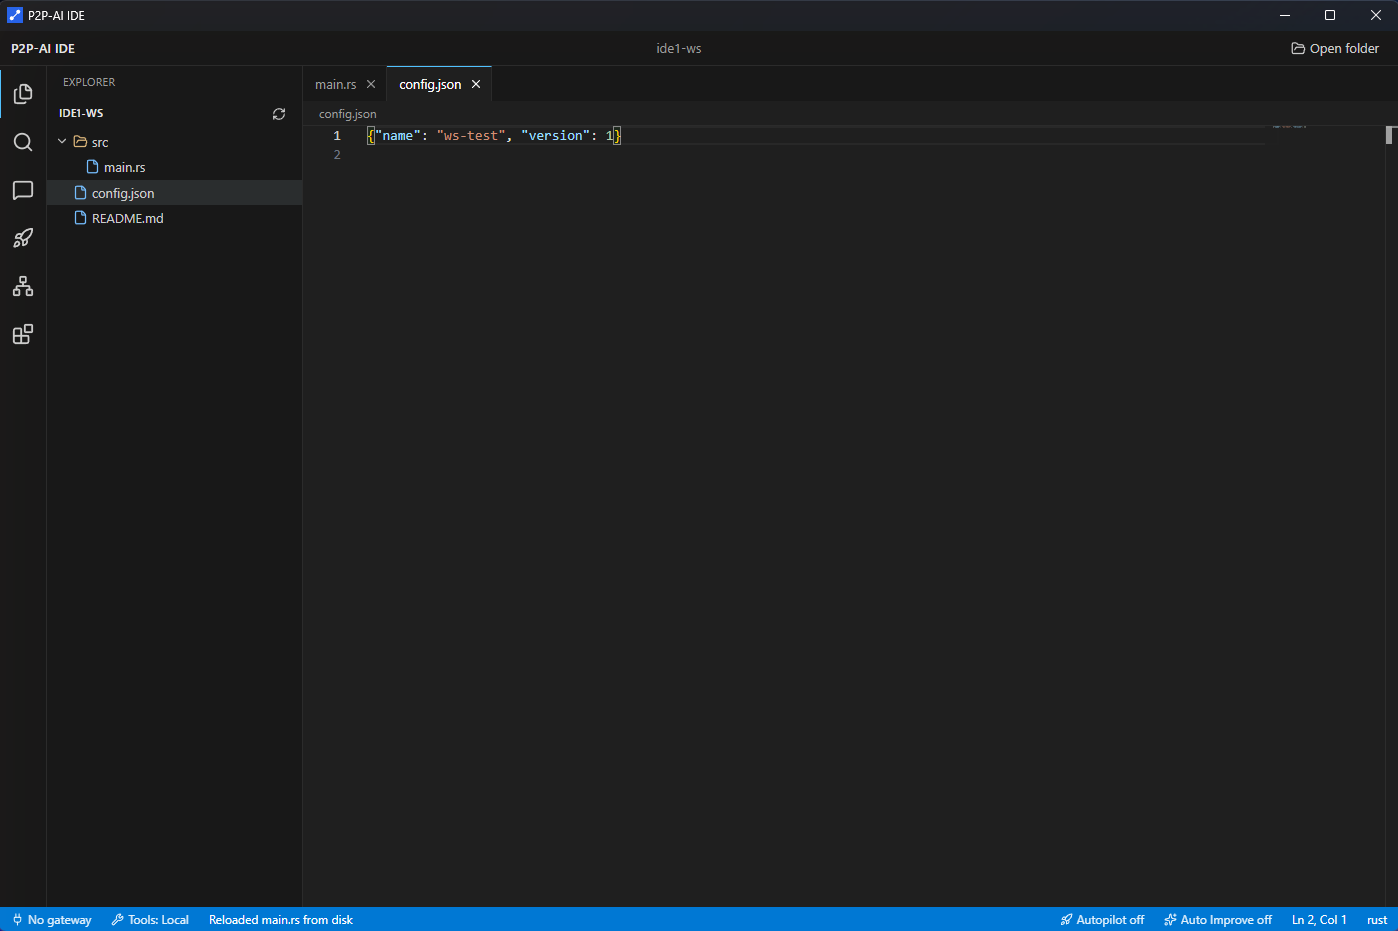 P2P-AI IDE
P2P-AI IDE
ide1-ws
Open folder
EXPLORER
IDE1-WS
src
main.rs
config.json
README.md
main.rs
config.json
config.json
1 {"name": "ws-test", "version": 1}
2
No gateway
Tools: Local
Reloaded main.rs from disk
Autopilot off
Auto Improve off
Ln 2, Col 1
rust